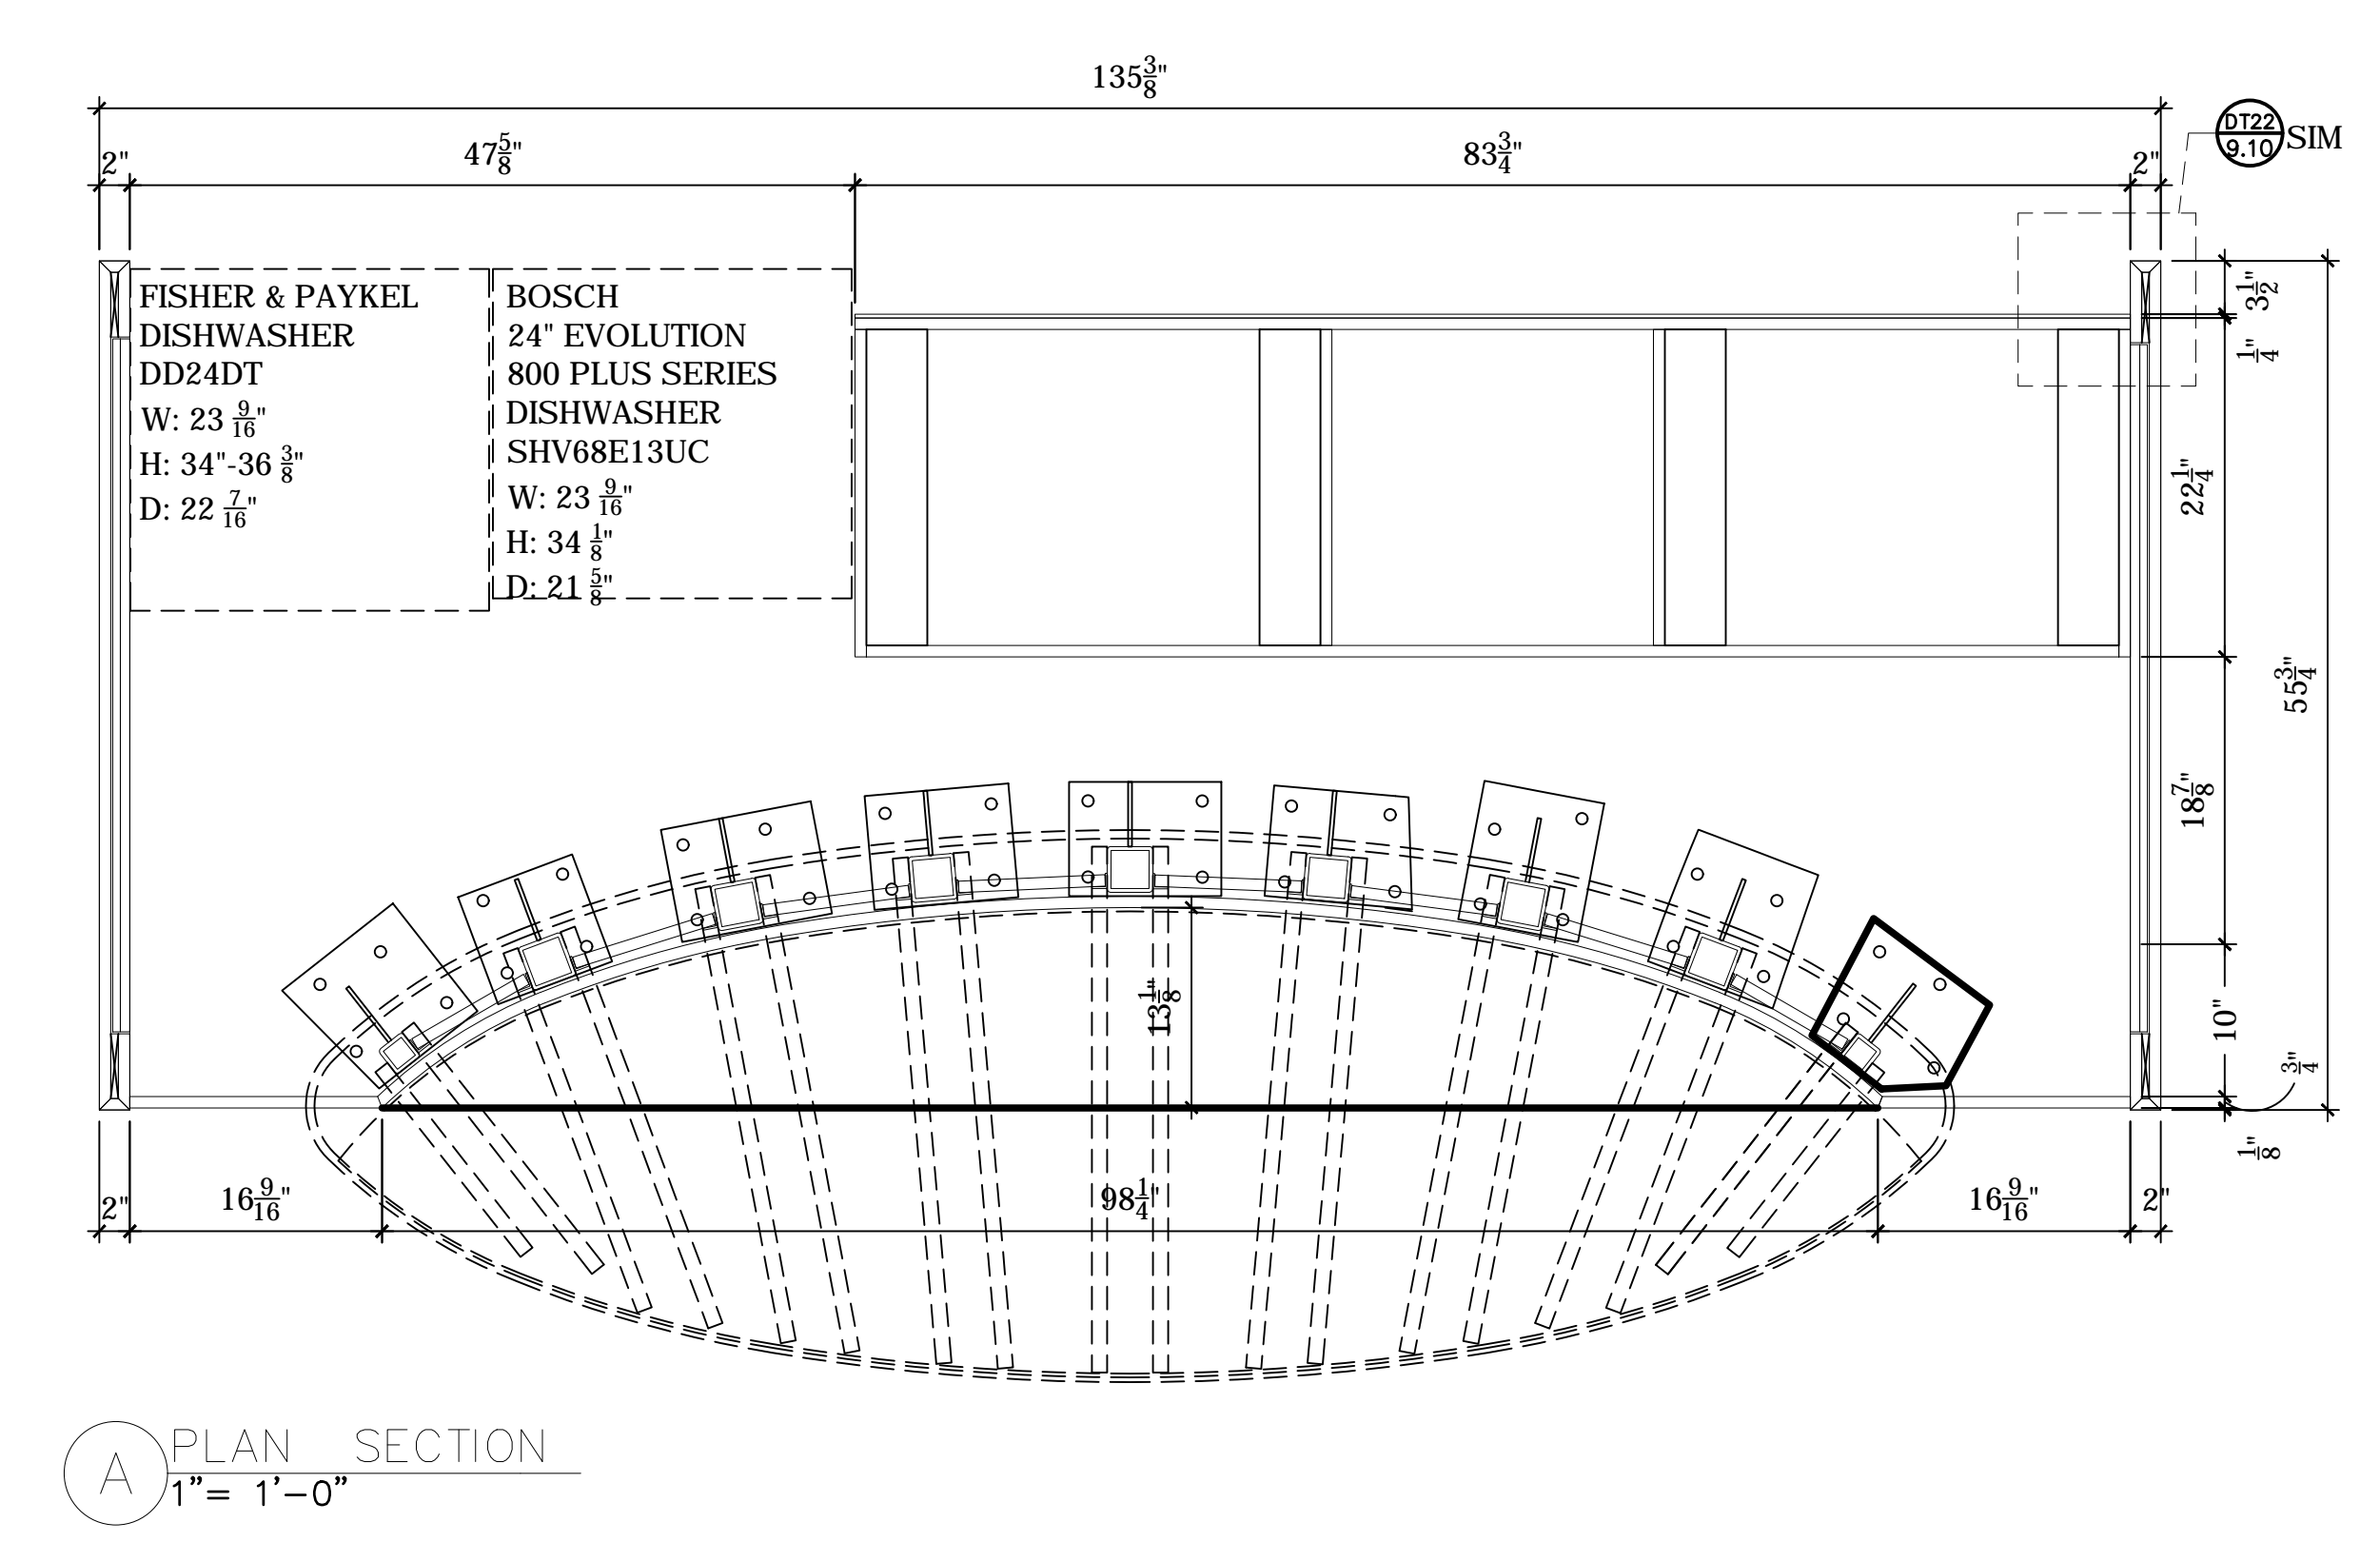 135 3/8"
2"
47 5/8"
83 3/4"
2"
DT22
9.10
SIM
FISHER & PAYKEL
DISHWASHER
DD24DT
W: 23 9/16"
H: 34"-36 3/8"
D: 22 7/16"
BOSCH
24" EVOLUTION
800 PLUS SERIES
DISHWASHER
SHV68E13UC
W: 23 9/16"
H: 34 1/8"
D: 21 5/8"
3 1/2"
1/4"
22 1/4"
55 3/4"
18 7/8"
13 1/8"
10"
3/4"
1/8"
2"
16 9/16"
98 1/4"
16 9/16"
2"
A
PLAN SECTION
1”= 1’-0”